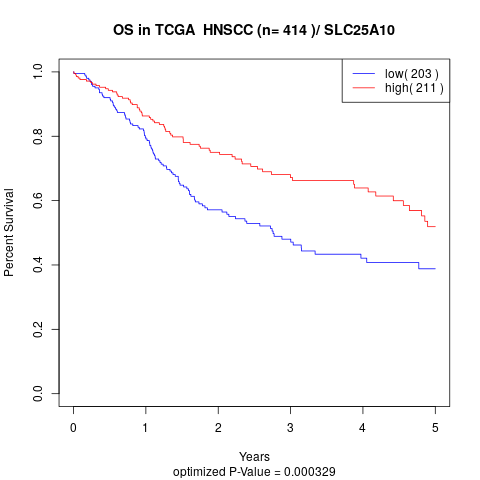 OS in TCGA  HNSCC (n= 414 )/ SLC25A10
low( 203 )
high( 211 )
Percent Survival
1.0
0.8
0.6
0.4
0.2
0.0
0 1 2 3 4 5
Years
optimized P-Value = 0.000329